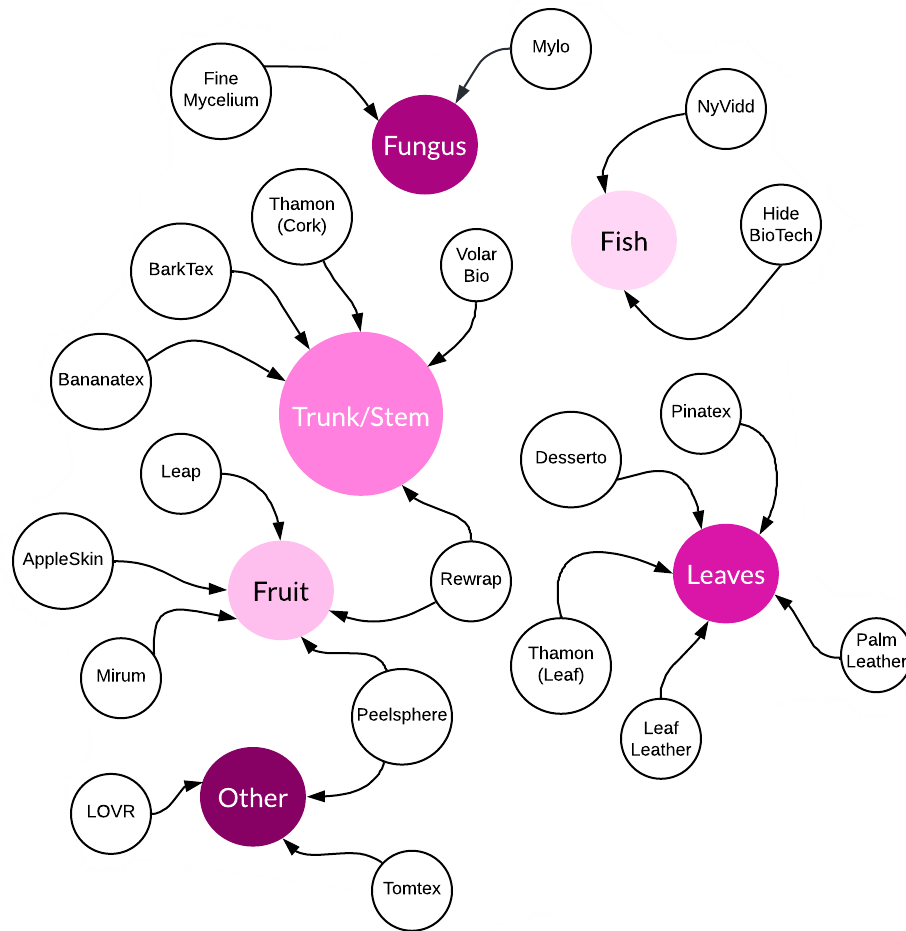 Mylo
Fine
Mycelium
NyVidd
Fungus
Thamon
(Cork)
Hide
BioTech
Fish
Volar
Bio
BarkTex
Bananatex
Pinatex
Trunk/Stem
Desserto
Leap
AppleSkin
Leaves
Rewrap
Fruit
Palm
Leather
Thamon
(Leaf)
Mirum
Peelsphere
Leaf
Leather
Other
LOVR
Tomtex